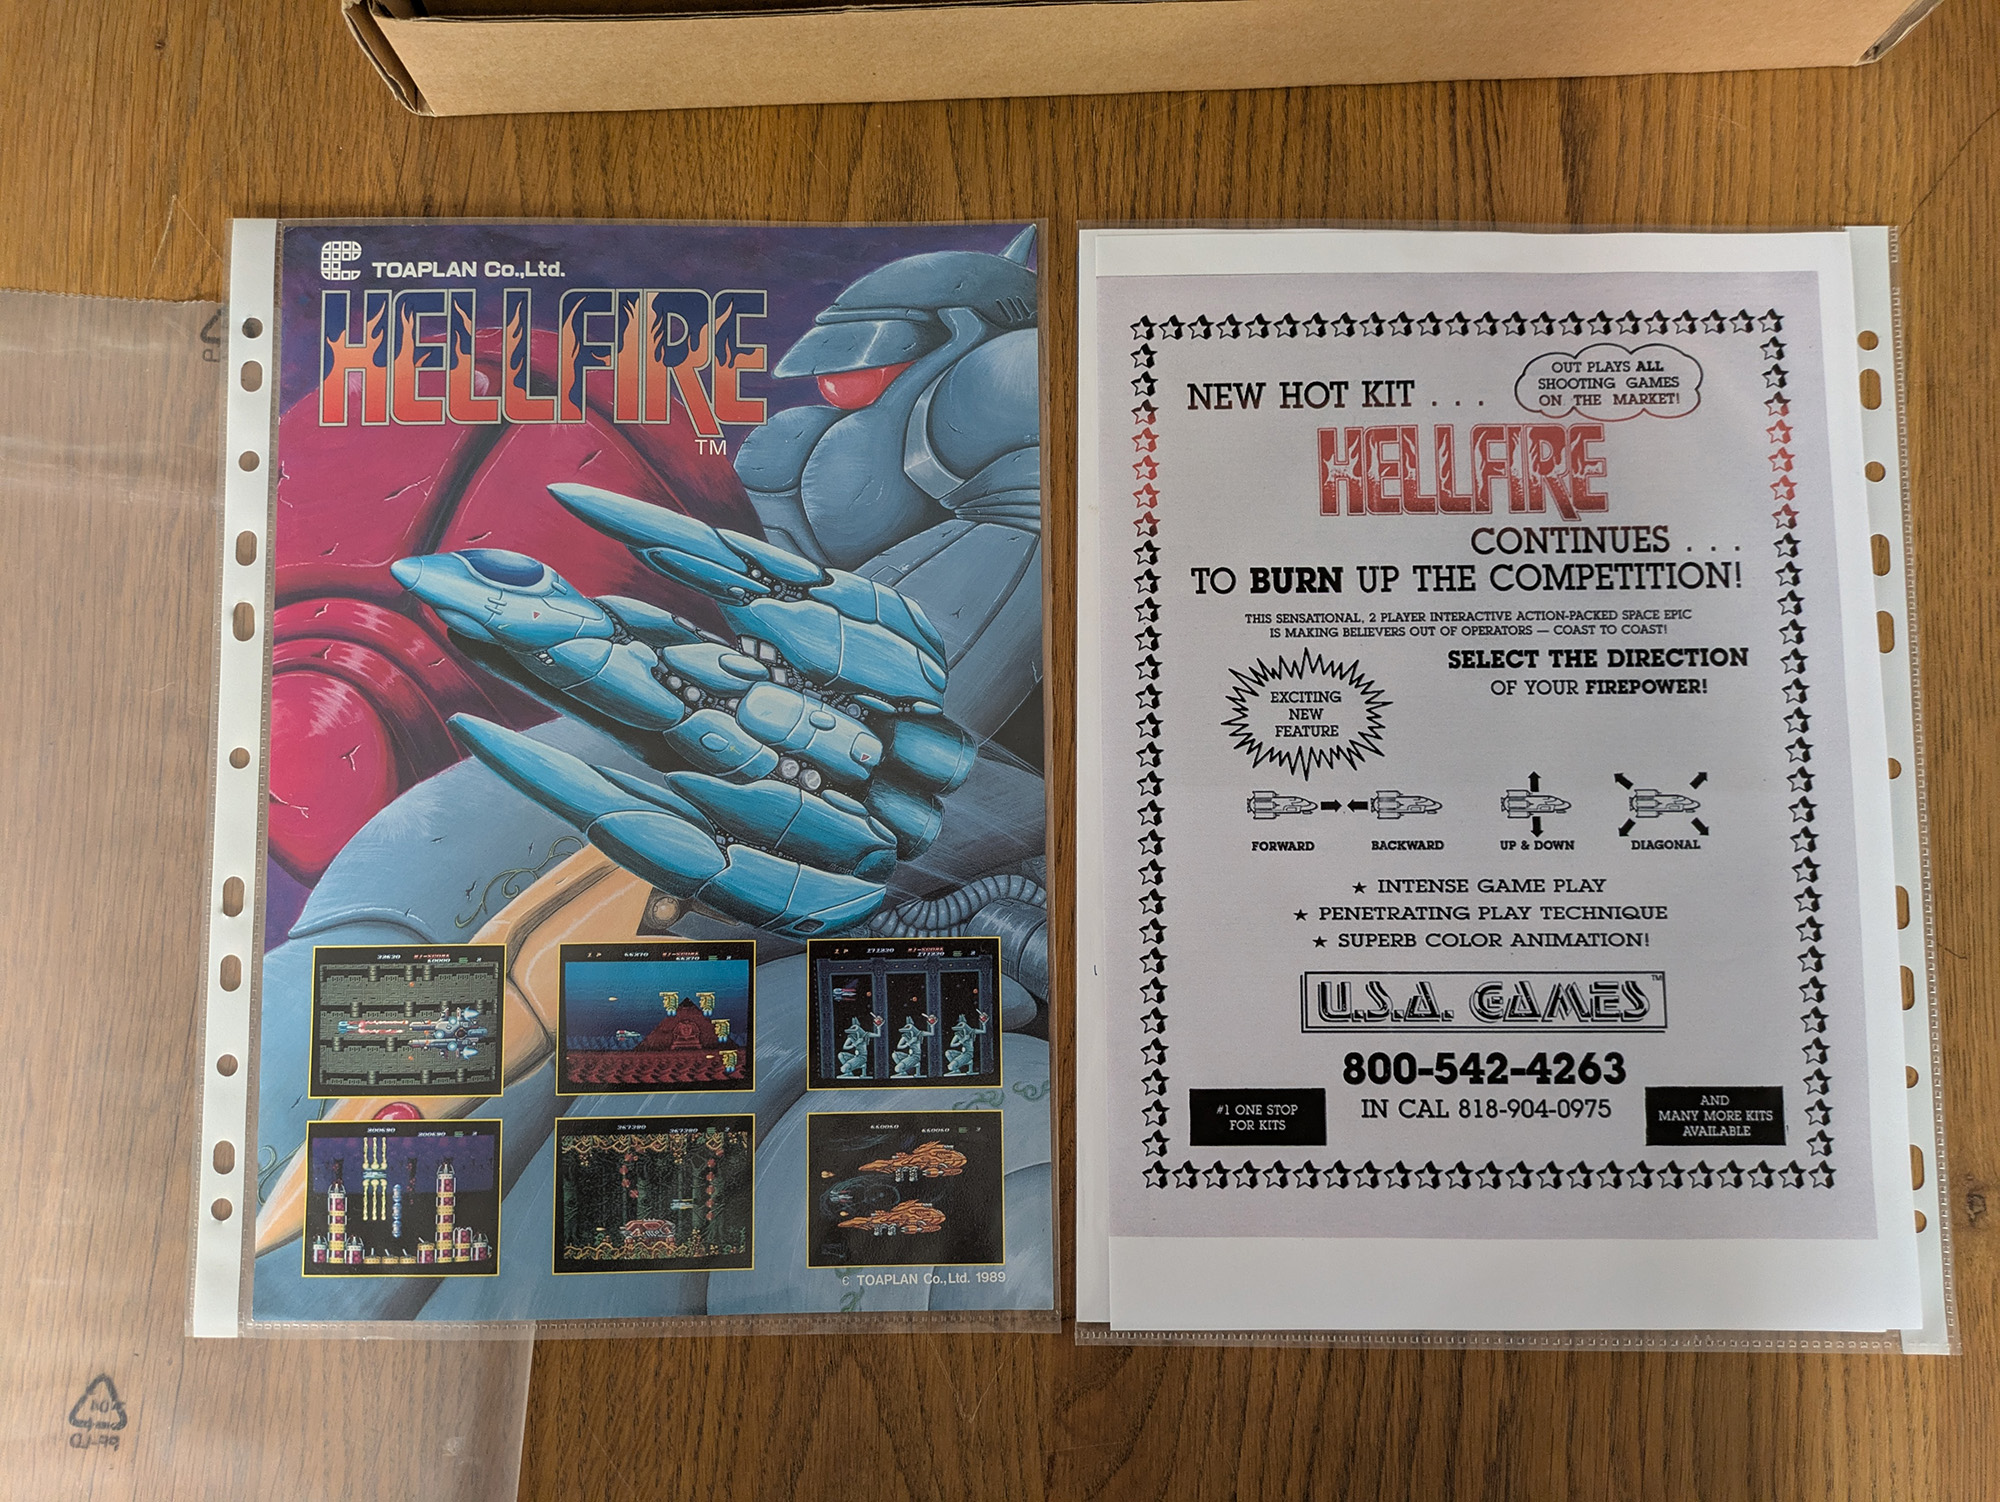 TOAPLAN Co.,Ltd.
HELLFIRE
TM
© TOAPLAN Co.,Ltd. 1989
NEW HOT KIT . . .
OUT PLAYS ALL
SHOOTING GAMES
ON THE MARKET!
HELLFIRE
CONTINUES . . .
TO BURN UP THE COMPETITION!
THIS SENSATIONAL, 2 PLAYER INTERACTIVE ACTION-PACKED SPACE EPIC
IS MAKING BELIEVERS OUT OF OPERATORS — COAST TO COAST!
EXCITING
NEW
FEATURE
SELECT THE DIRECTION
OF YOUR FIREPOWER!
FORWARD
BACKWARD
UP & DOWN
DIAGONAL
★ INTENSE GAME PLAY
★ PENETRATING PLAY TECHNIQUE
★ SUPERB COLOR ANIMATION!
U.S.A. GAMES TM
800-542-4263
IN CAL 818-904-0975
#1 ONE STOP
FOR KITS
AND
MANY MORE KITS
AVAILABLE